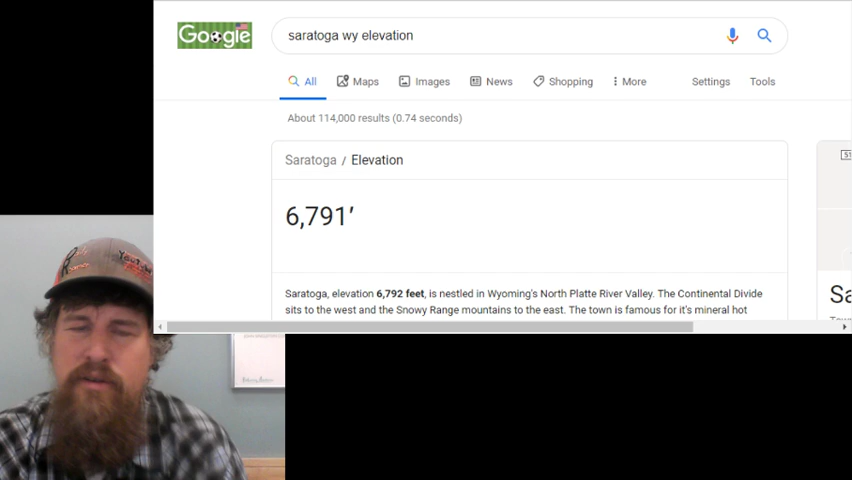 Google
saratoga wy elevation
All
Maps
Images
News
Shopping
More
Settings
Tools
About 114,000 results (0.74 seconds)
Saratoga / Elevation
6,791′
Saratoga, elevation 6,792 feet, is nestled in Wyoming's North Platte River Valley. The Continental Divide
sits to the west and the Snowy Range mountains to the east. The town is famous for it's mineral hot
51
Sa